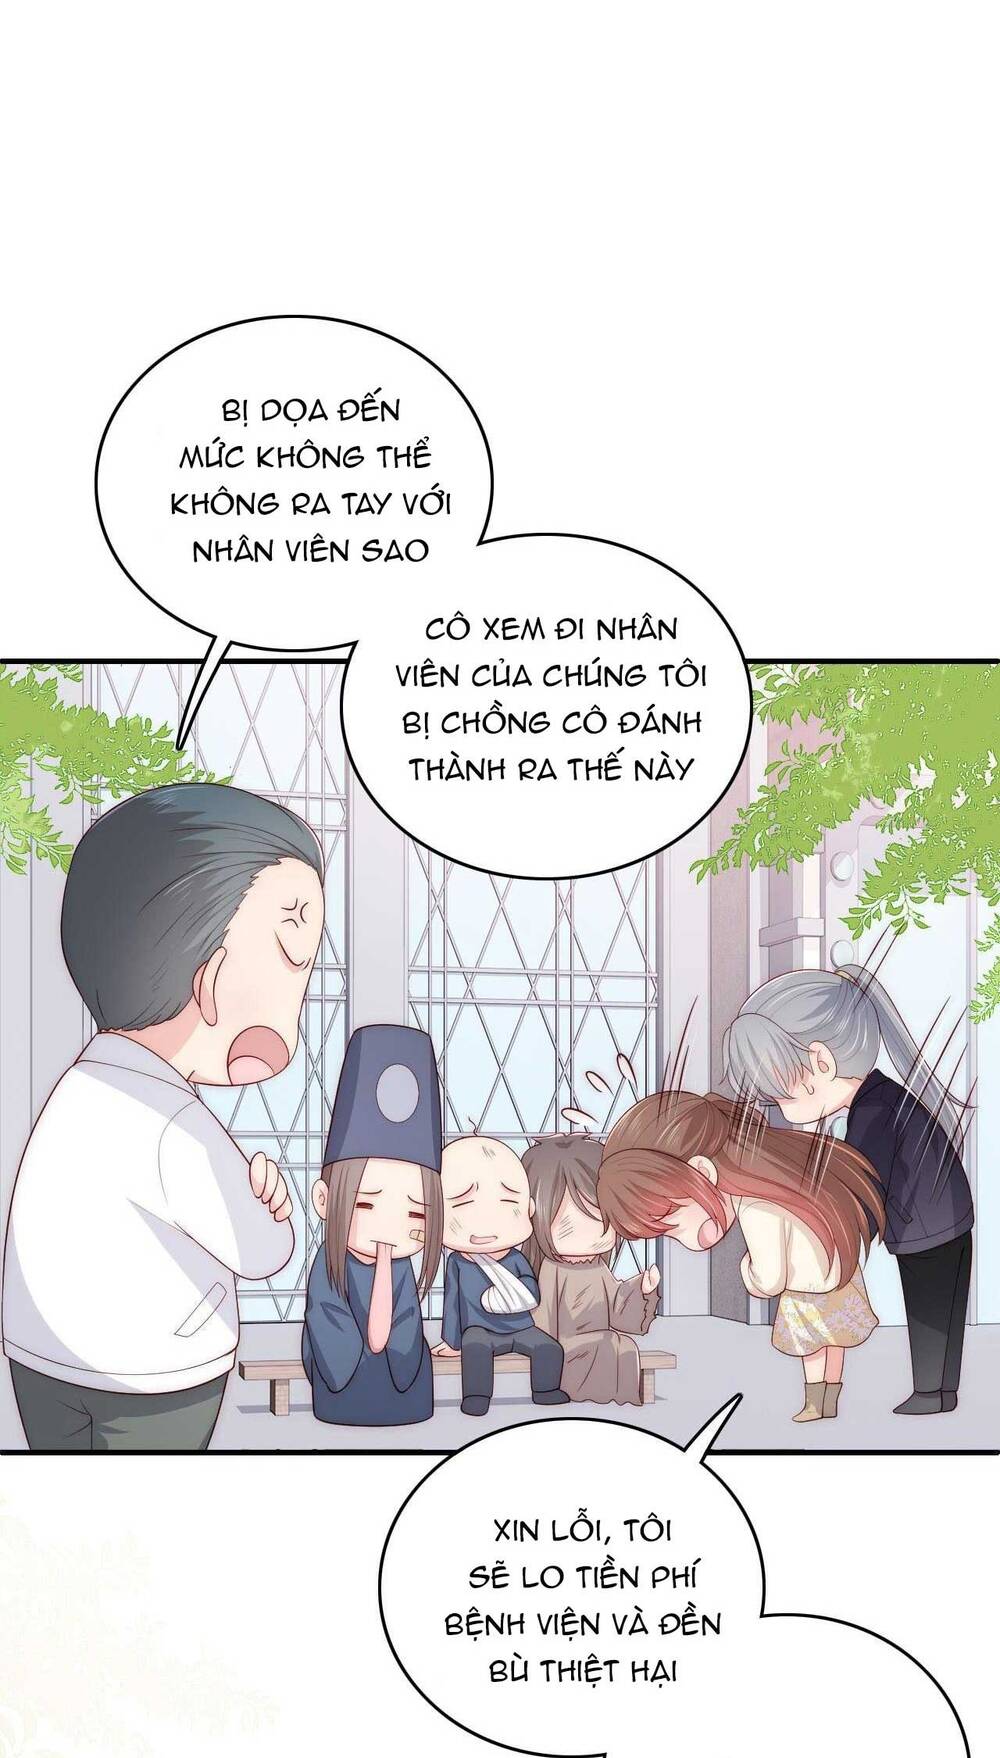 BỊ DỌA ĐẾN
MỨC KHÔNG THỂ
KHÔNG RA TAY VỚI
NHÂN VIÊN SAO
CÔ XEM ĐI NHÂN
VIÊN CỦA CHÚNG TÔI
BỊ CHỒNG CÔ ĐÁNH
THÀNH RA THẾ NÀY
XIN LỖI, TÔI
SẼ LO TIỀN PHÍ
BỆNH VIỆN VÀ ĐỀN
BÙ THIỆT HẠI